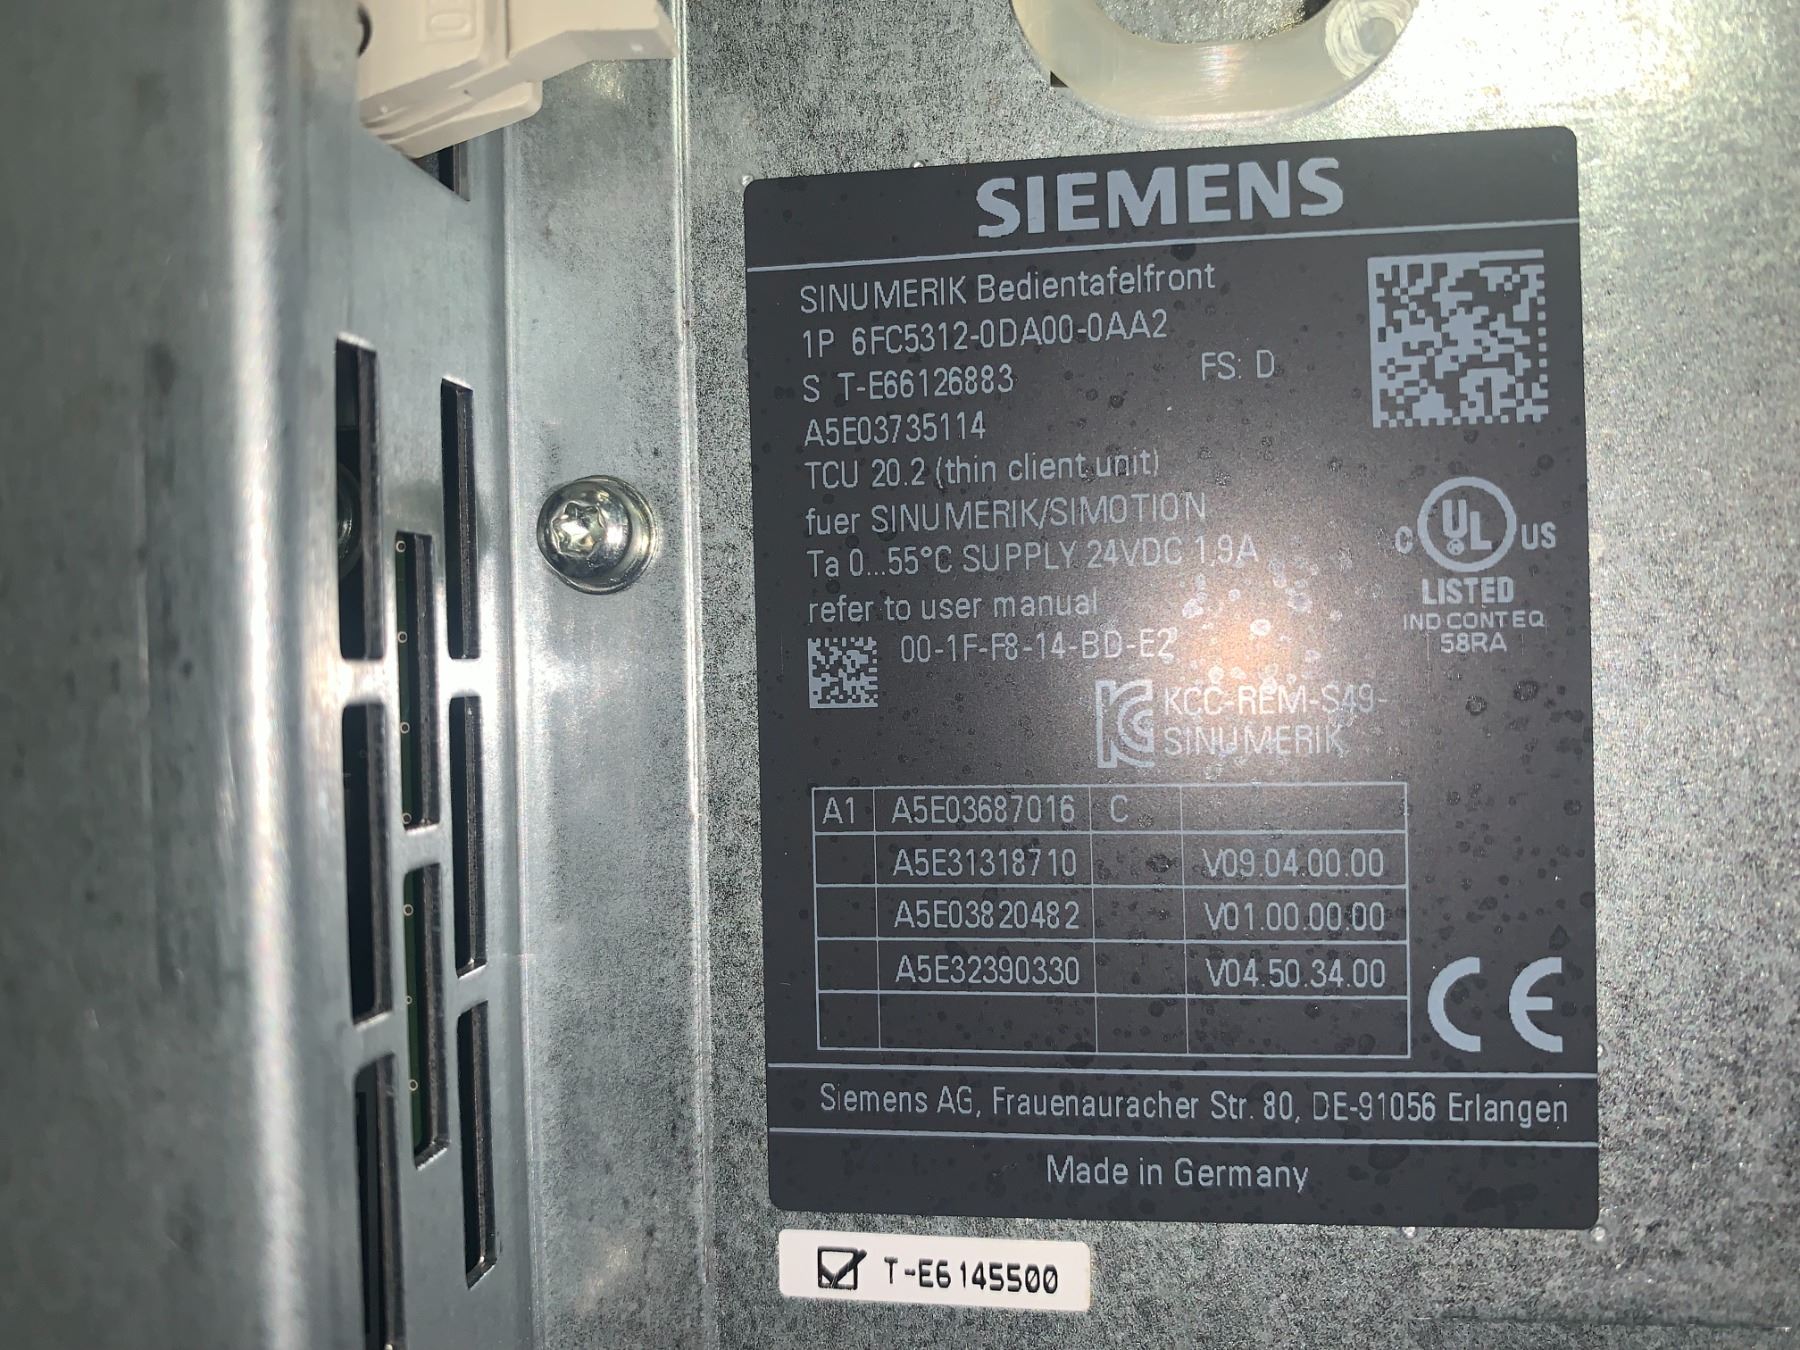 SIEMENS
SINUMERIK Bedientafelfront
1P 6FC5312-0DA00-0AA2
S T-E66126883 FS: D
A5E03735114
TCU 20.2 (thin client unit)
fuer SINUMERIK/SIMOTION
Ta 0...55°C SUPPLY 24VDC 1,9A
refer to user manual
00-1F-F8-14-BD-E2
C UL US
LISTED
IND CONT EQ
58RA
KCC-REM-S49-
SINUMERIK
A1 A5E03687016 C
A5E31318710 V09.04.00.00
A5E03820482 V01.00.00.00
A5E32390330 V04.50.34.00
CE
Siemens AG, Frauenauracher Str. 80, DE-91056 Erlangen
Made in Germany
T-E6145500